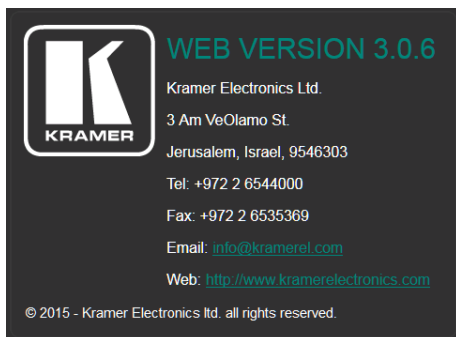 KRAMER
WEB VERSION 3.0.6
Kramer Electronics Ltd.
3 Am VeOlamo St.
Jerusalem, Israel, 9546303
Tel: +972 2 6544000
Fax: +972 2 6535369
Email: info@kramerel.com
Web: http://www.kramerelectronics.com
© 2015 - Kramer Electronics ltd. all rights reserved.